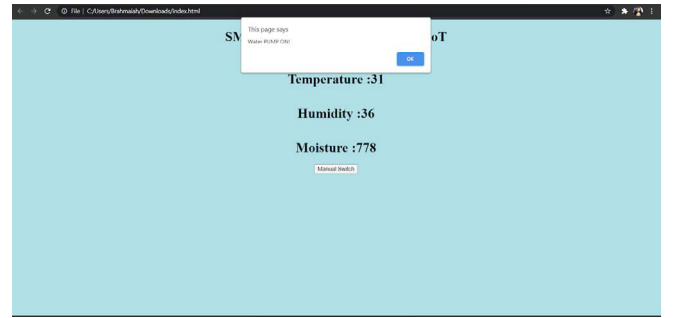 File | C:/Users/Brahmaiah/Downloads/index.html
This page says
Water PUMP ON!
OK
SM
oT
Temperature :31
Humidity :36
Moisture :778
Manual Switch